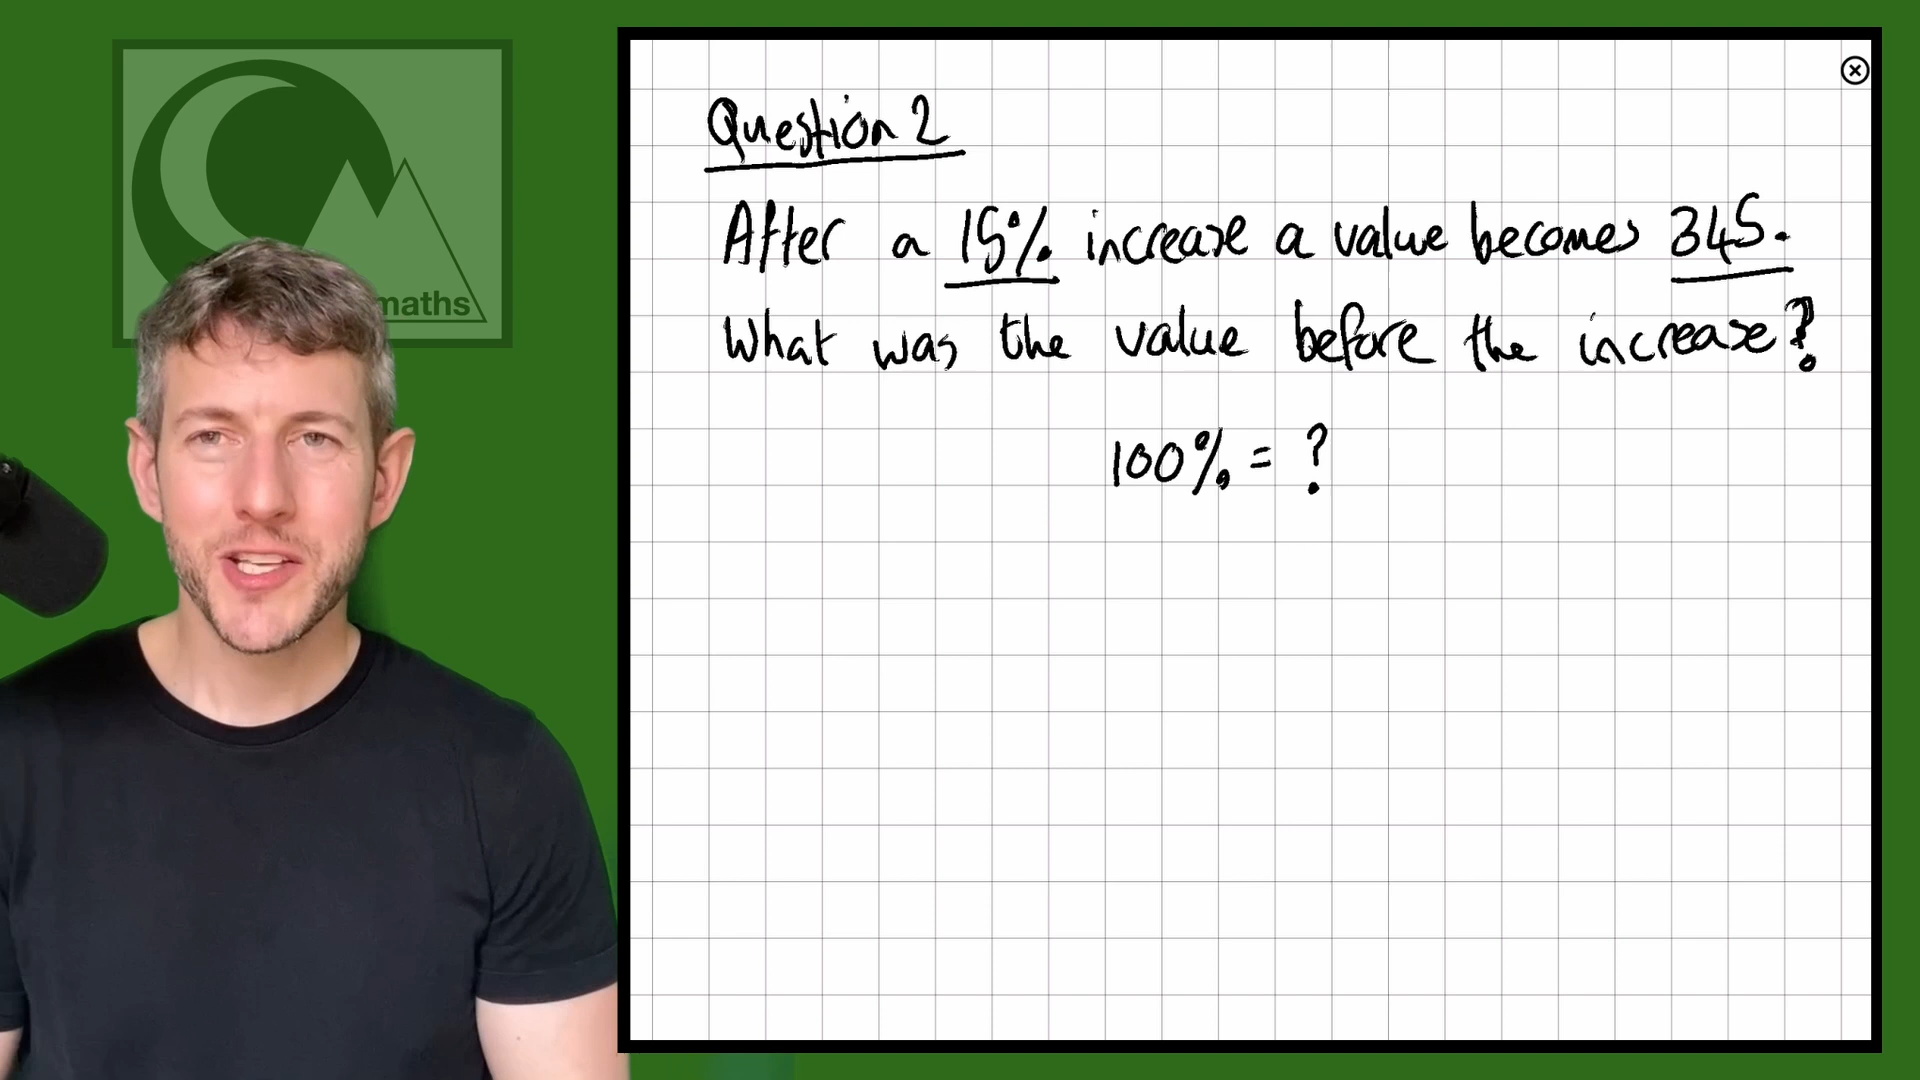 maths
Question 2
After a 15% increase a value becomes 345.
What was the value before the increase?
100% = ?